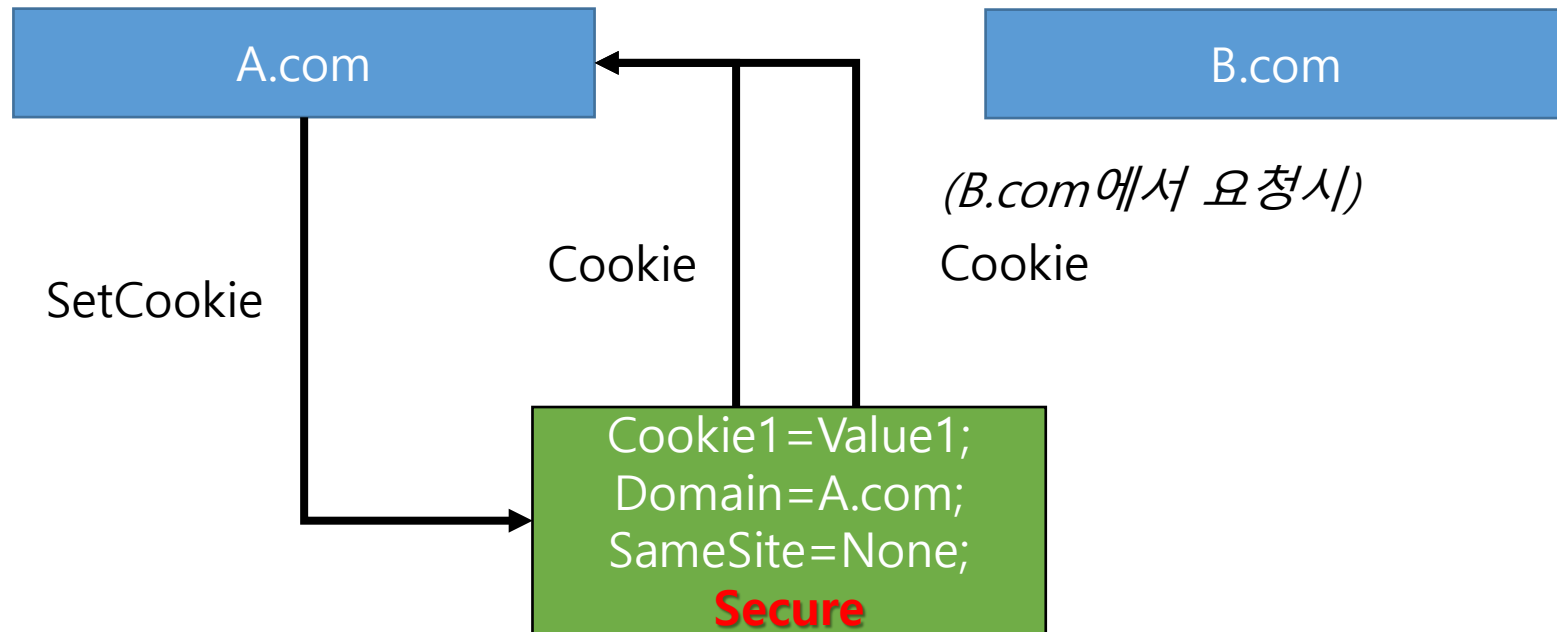 A.com
B.com
(B.com에서 요청시)
Cookie
Cookie
SetCookie
Cookie1=Value1;
Domain=A.com;
SameSite=None;
Secure